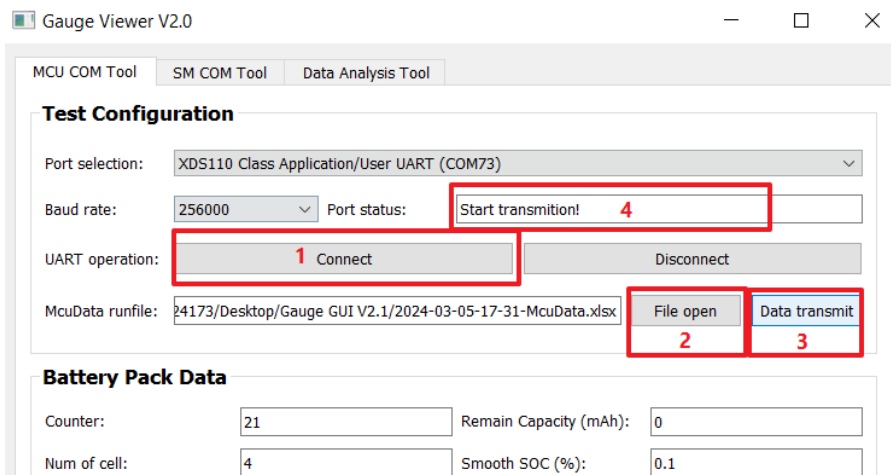 Gauge Viewer V2.0
MCU COM Tool SM COM Tool Data Analysis Tool
Test Configuration
Port selection: XDS110 Class Application/User UART (COM73)
Baud rate: 256000 Port status: Start transmition! 4
UART operation: 1 Connect Disconnect
McuData runfile: 24173/Desktop/Gauge GUI V2.1/2024-03-05-17-31-McuData.xlsx File open Data transmit
2 3
Battery Pack Data
Counter: 21 Remain Capacity (mAh): 0
Num of cell: 4 Smooth SOC (%): 0.1